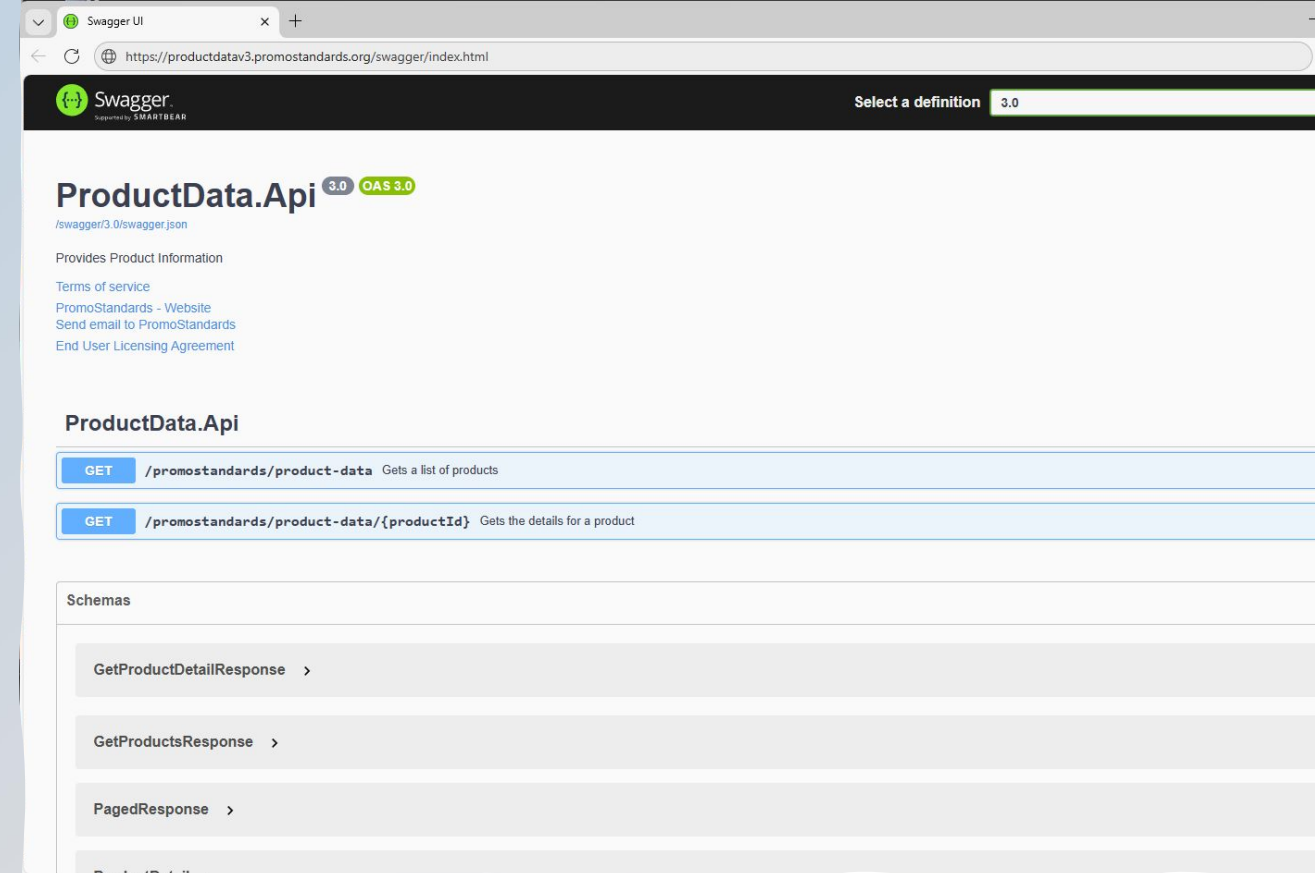 Swagger UI
https://productdatav3.promostandards.org/swagger/index.html
Swagger.
Supported by SMARTBEAR
Select a definition 3.0
ProductData.Api 3.0 OAS 3.0
/swagger/3.0/swagger.json
Provides Product Information
Terms of service
PromoStandards - Website
Send email to PromoStandards
End User Licensing Agreement
ProductData.Api
GET /promostandards/product-data Gets a list of products
GET /promostandards/product-data/{productId} Gets the details for a product
Schemas
GetProductDetailResponse
GetProductsResponse
PagedResponse